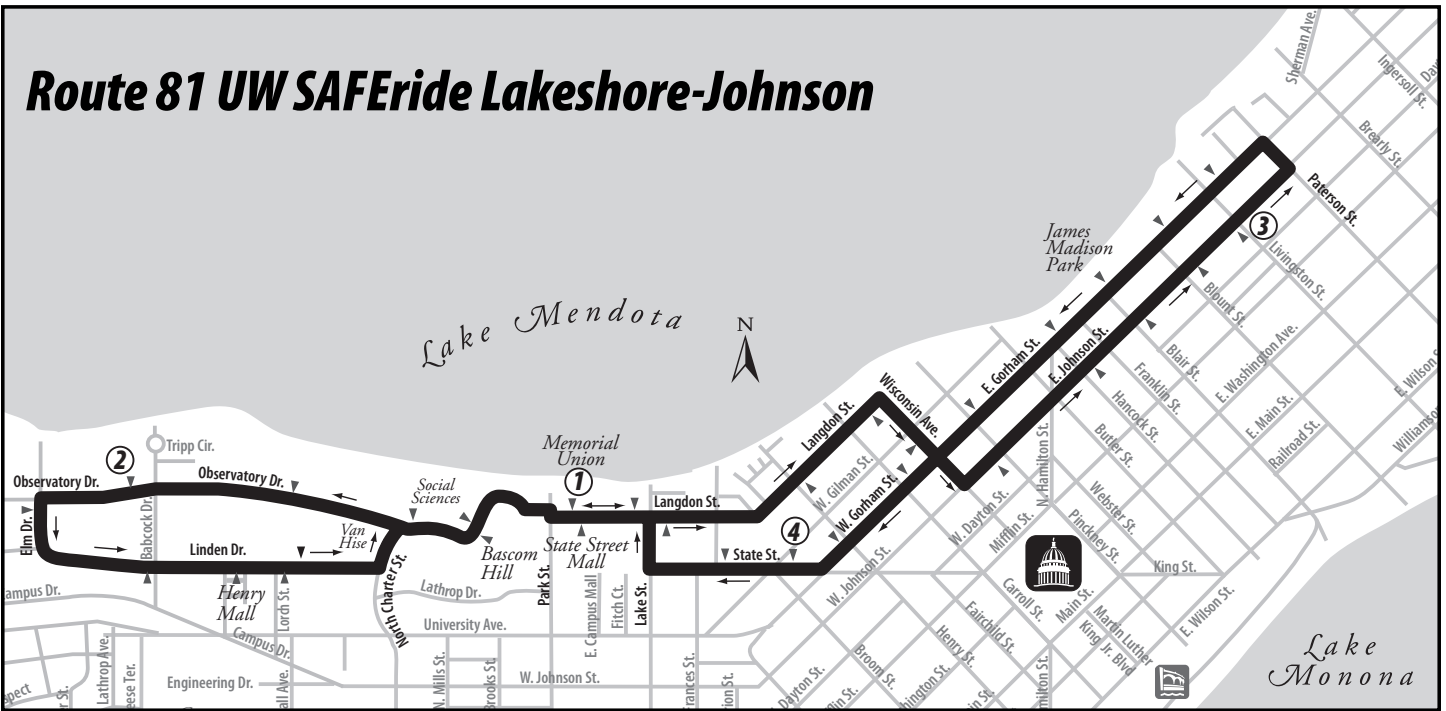 Route 81 UW SAFEride Lakeshore-Johnson
Sherman Ave.
Ingersoll St.
Brearly St.
Paterson St.
3
Livingston St.
James
Madison
Park
Blount St.
Lake Mendota
N
E. Gorham St.
E. Johnson St.
Blair St.
E. Washington Ave.
Franklin St.
Hancock St.
E. Main St.
Butler St.
Railroad St.
Wisconsin Ave.
Langdon St.
N. Hamilton St.
W. Gilman St.
W. Gorham St.
W. Dayton St.
Mifflin St.
Webster St.
Pinckney St.
W. Johnson St.
King St.
Carroll St.
Main St.
Martin Luther
King Jr. Blvd
E. Wilson St.
Fairchild St.
Henry St.
Broom St.
Lake
Monona
Tripp Cir.
2
Observatory Dr.
Observatory Dr.
Memorial
Union
1
Social
Sciences
Langdon St.
4
State St.
Elm Dr.
Babcock Dr.
Linden Dr.
Van
Hise
Bascom
Hill
State Street
Mall
Henry
Mall
Lorch St.
North Charter St.
Lathrop Dr.
Park St.
E. Campus Mall
Fitch Ct.
Lake St.
University Ave.
Campus Dr.
Lathrop Ave.
Engineering Dr.
N. Mills St.
W. Johnson St.